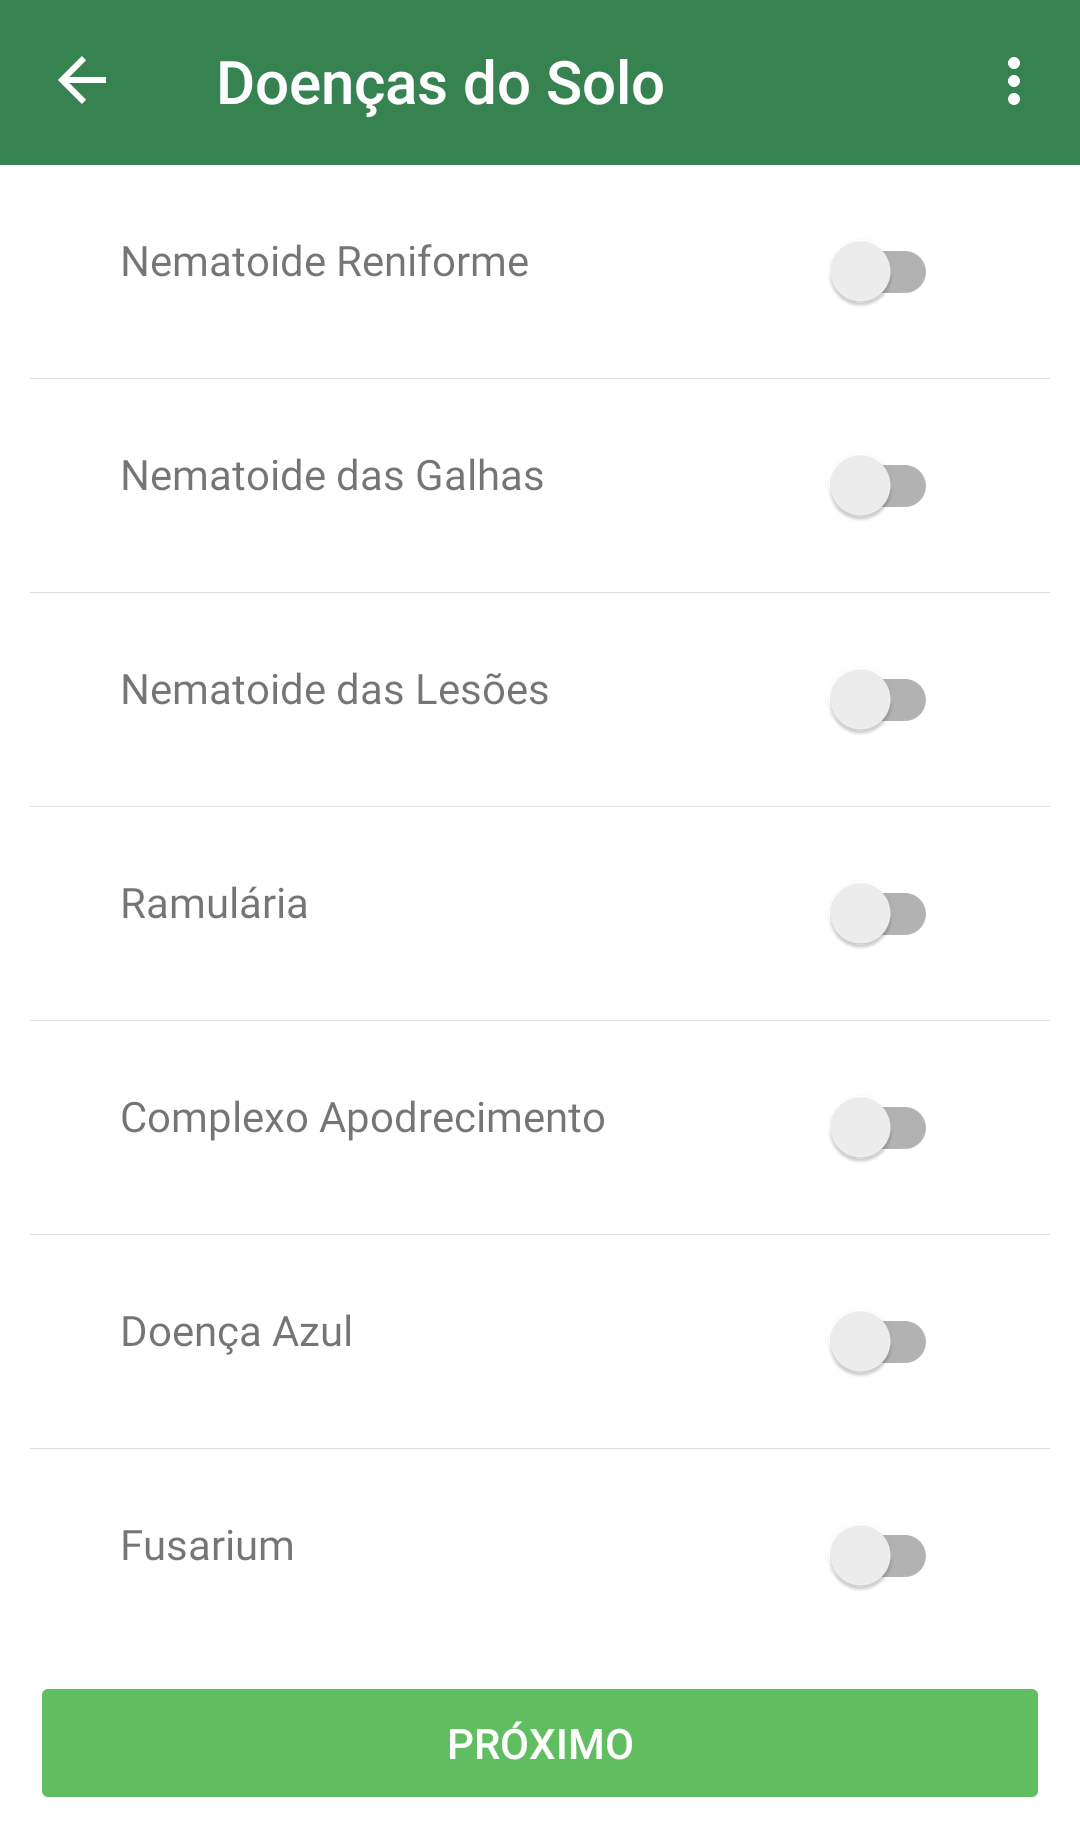 Doenças do Solo
Nematoide Reniforme
Nematoide das Galhas
Nematoide das Lesões
Ramulária
Complexo Apodrecimento
Doença Azul
Fusarium
PRÓXIMO